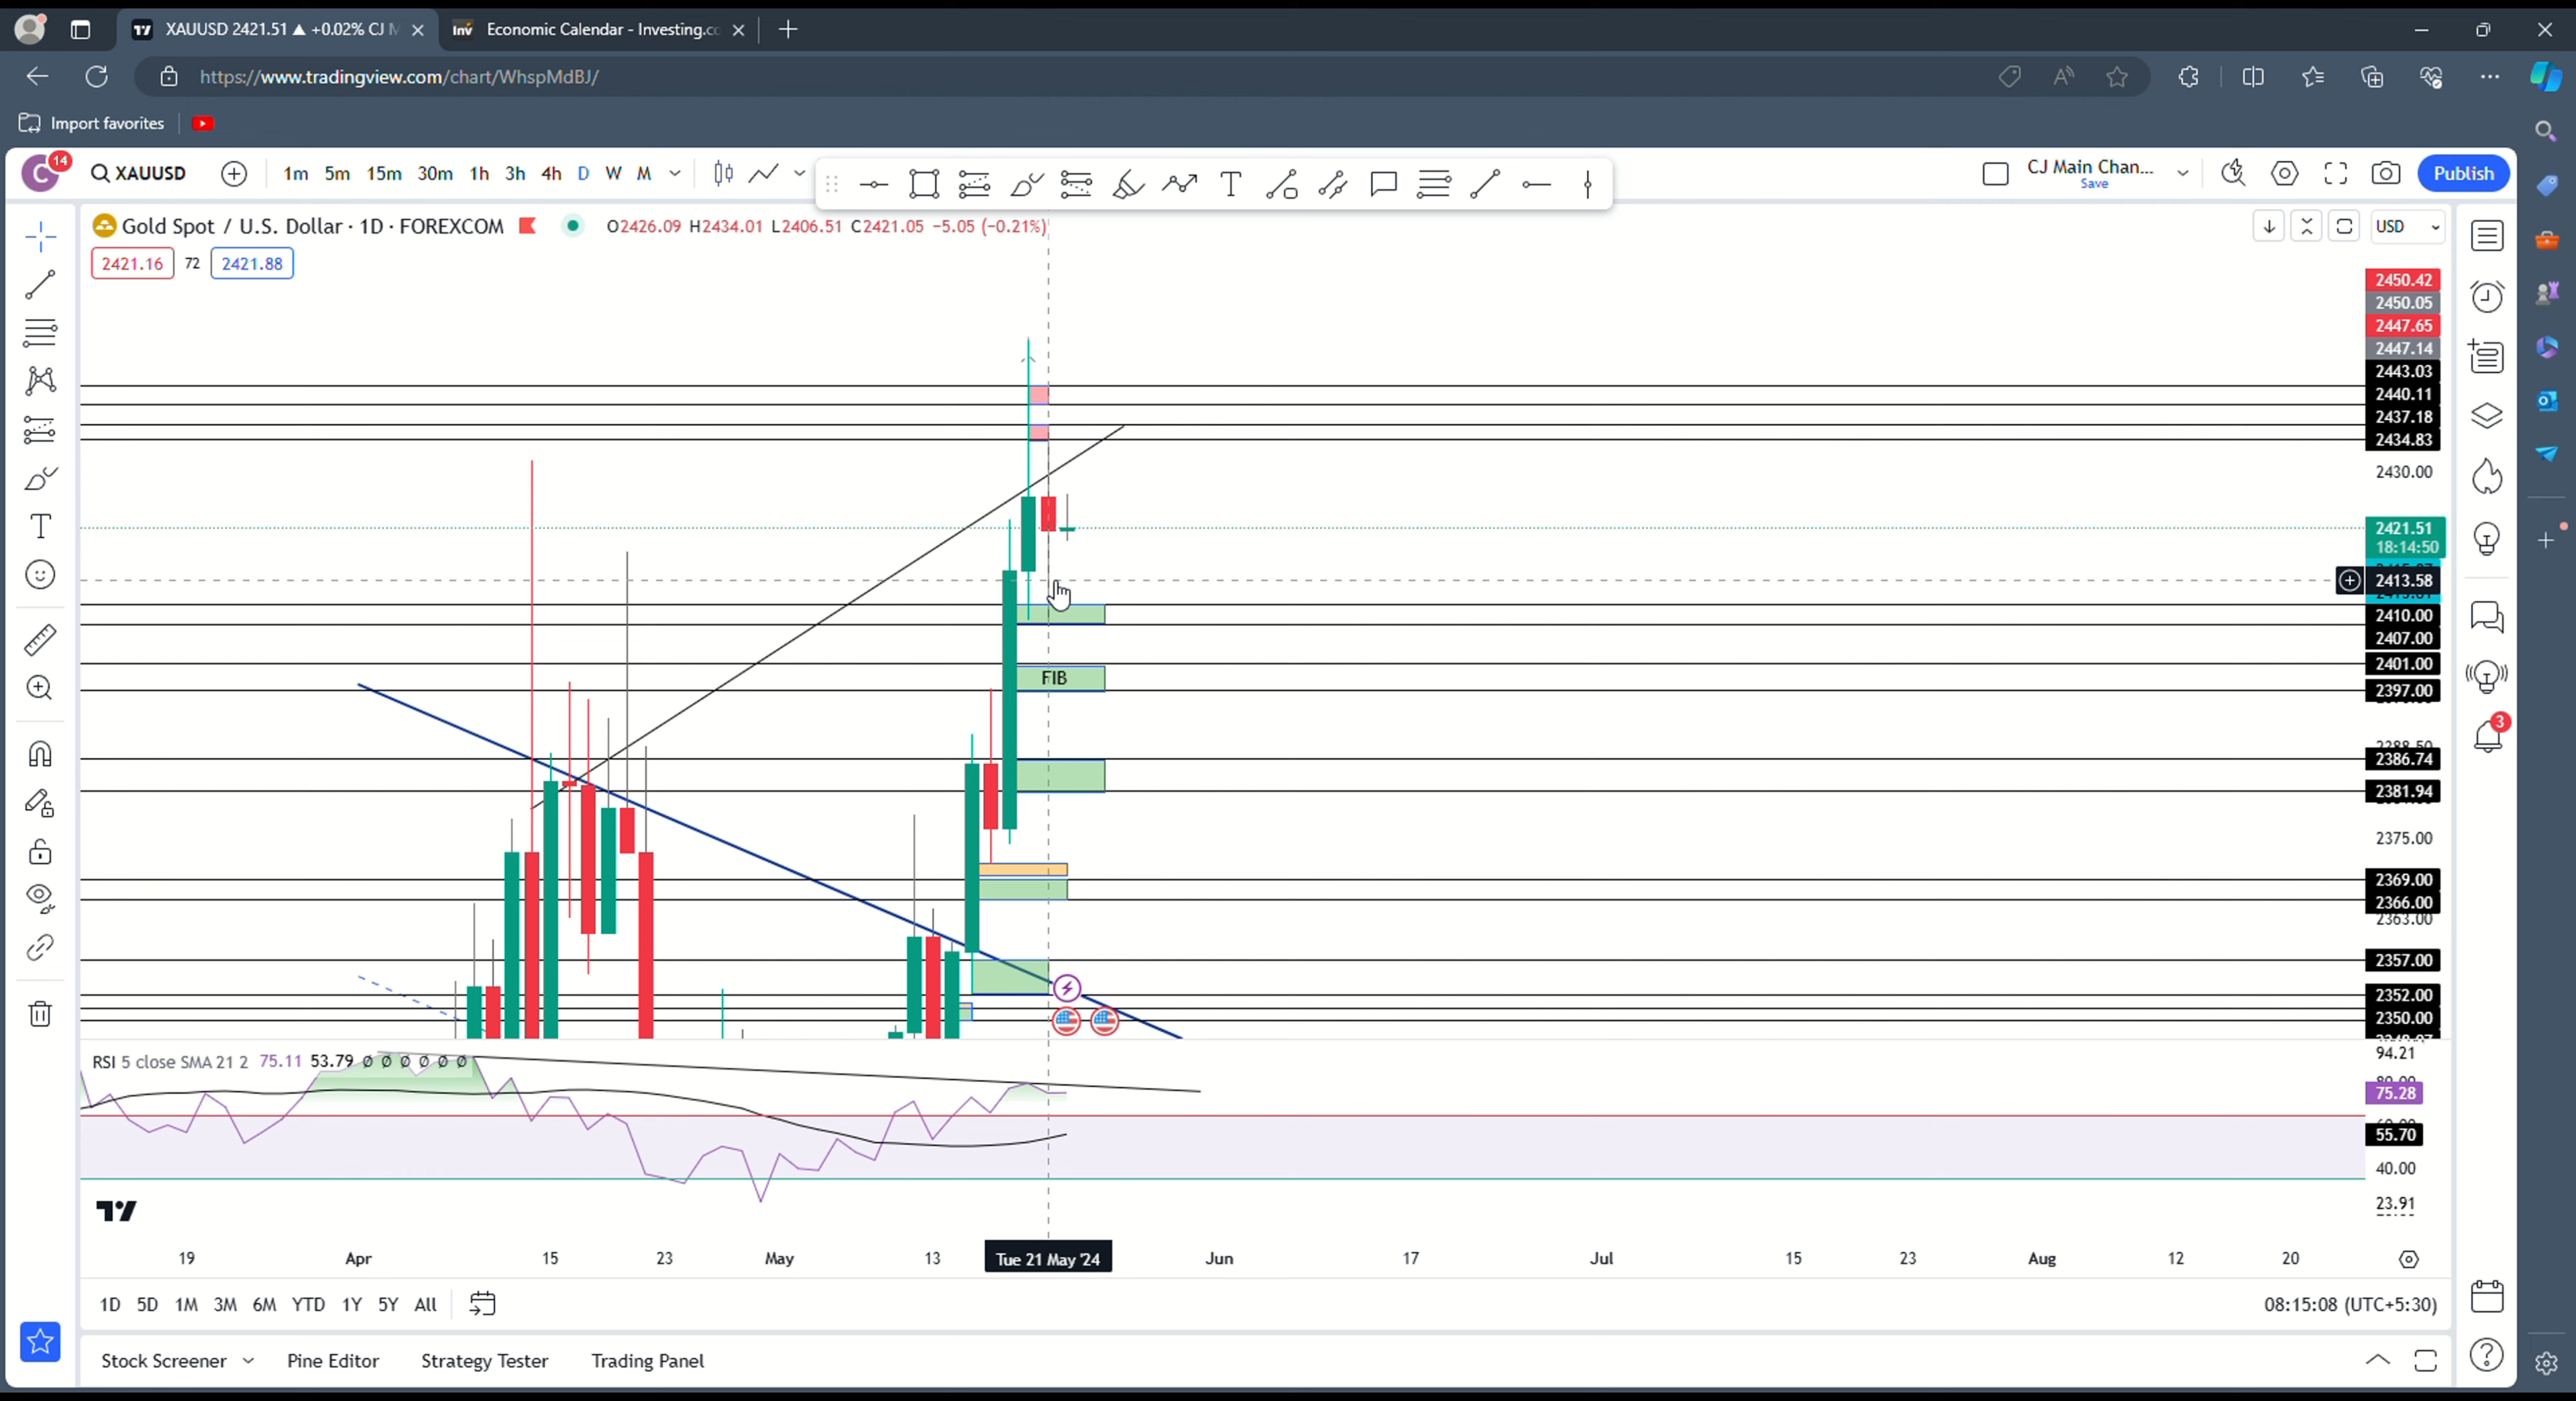 XAUUSD 2421.51 ▲ +0.02% CJ M
Economic Calendar - Investing.co
https://www.tradingview.com/chart/WhspMdBJ/
Import favorites
C
14
XAUUSD
1m 5m 15m 30m 1h 3h 4h D W M
T
CJ Main Chan...
Save
Publish
Gold Spot / U.S. Dollar · 1D · FOREXCOM
O2426.09 H2434.01 L2406.51 C2421.05 −5.05 (−0.21%)
USD
2421.16 72 2421.88
2450.42
2450.05
2447.65
2447.14
2443.03
2440.11
2437.18
2434.83
2430.00
2421.51
18:14:50
2413.58
2410.00
2407.00
2401.00
FIB
2397.00
3
2386.74
2381.94
2375.00
2369.00
2366.00
2363.00
2357.00
2352.00
2350.00
RSI 5 close SMA 21 2 75.11 53.79 ø ø ø ø ø ø
94.21
75.28
55.70
40.00
23.91
19 Apr 15 23 May 13 Tue 21 May '24 Jun 17 Jul 15 23 Aug 12 20
1D 5D 1M 3M 6M YTD 1Y 5Y All
08:15:08 (UTC+5:30)
Stock Screener Pine Editor Strategy Tester Trading Panel